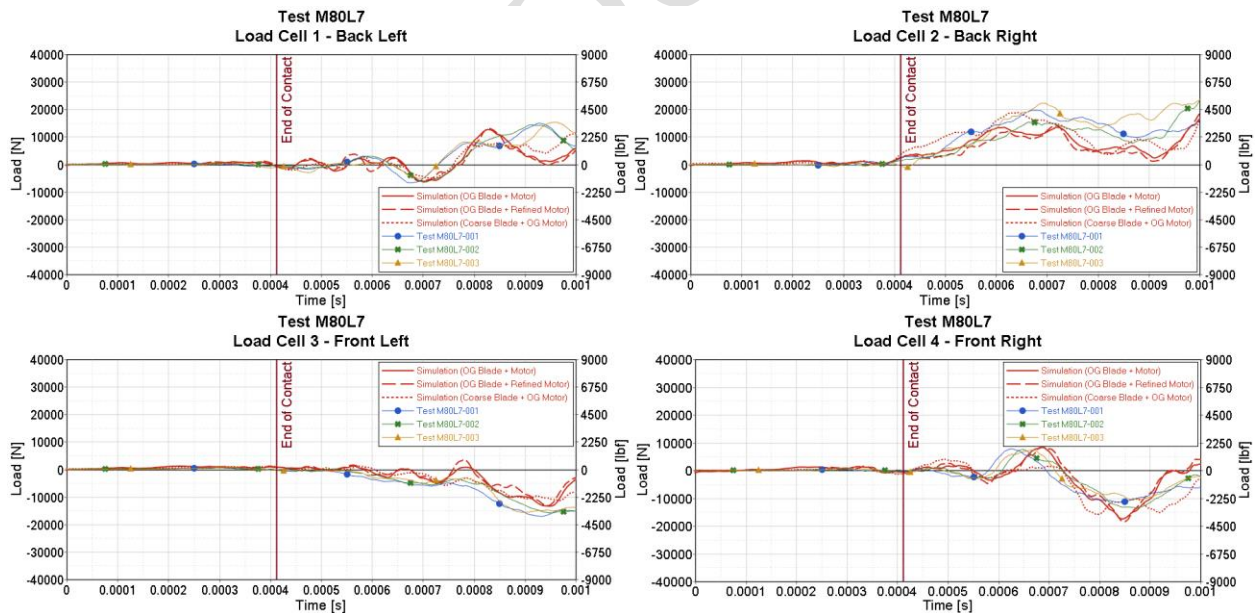 Test M80L7
Load Cell 1 - Back Left
40000
30000
20000
10000
0
-10000
-20000
-30000
-40000
Load [N]
9000
6750
4500
2250
0
-2250
-4500
-6750
-9000
Load [lbf]
End of Contact
Simulation (OG Blade + Motor)
Simulation (OG Blade + Refined Motor)
Simulation (Coarse Blade + OG Motor)
Test M80L7-001
Test M80L7-002
Test M80L7-003
0 0.0001 0.0002 0.0003 0.0004 0.0005 0.0006 0.0007 0.0008 0.0009 0.001
Time [s]
Test M80L7
Load Cell 2 - Back Right
40000
30000
20000
10000
0
-10000
-20000
-30000
-40000
Load [N]
9000
6750
4500
2250
0
-2250
-4500
-6750
-9000
Load [lbf]
End of Contact
Simulation (OG Blade + Motor)
Simulation (OG Blade + Refined Motor)
Simulation (Coarse Blade + OG Motor)
Test M80L7-001
Test M80L7-002
Test M80L7-003
0 0.0001 0.0002 0.0003 0.0004 0.0005 0.0006 0.0007 0.0008 0.0009 0.001
Time [s]
Test M80L7
Load Cell 3 - Front Left
40000
30000
20000
10000
0
-10000
-20000
-30000
-40000
Load [N]
9000
6750
4500
2250
0
-2250
-4500
-6750
-9000
Load [lbf]
End of Contact
Simulation (OG Blade + Motor)
Simulation (OG Blade + Refined Motor)
Simulation (Coarse Blade + OG Motor)
Test M80L7-001
Test M80L7-002
Test M80L7-003
0 0.0001 0.0002 0.0003 0.0004 0.0005 0.0006 0.0007 0.0008 0.0009 0.001
Time [s]
Test M80L7
Load Cell 4 - Front Right
40000
30000
20000
10000
0
-10000
-20000
-30000
-40000
Load [N]
9000
6750
4500
2250
0
-2250
-4500
-6750
-9000
Load [lbf]
End of Contact
Simulation (OG Blade + Motor)
Simulation (OG Blade + Refined Motor)
Simulation (Coarse Blade + OG Motor)
Test M80L7-001
Test M80L7-002
Test M80L7-003
0 0.0001 0.0002 0.0003 0.0004 0.0005 0.0006 0.0007 0.0008 0.0009 0.001
Time [s]